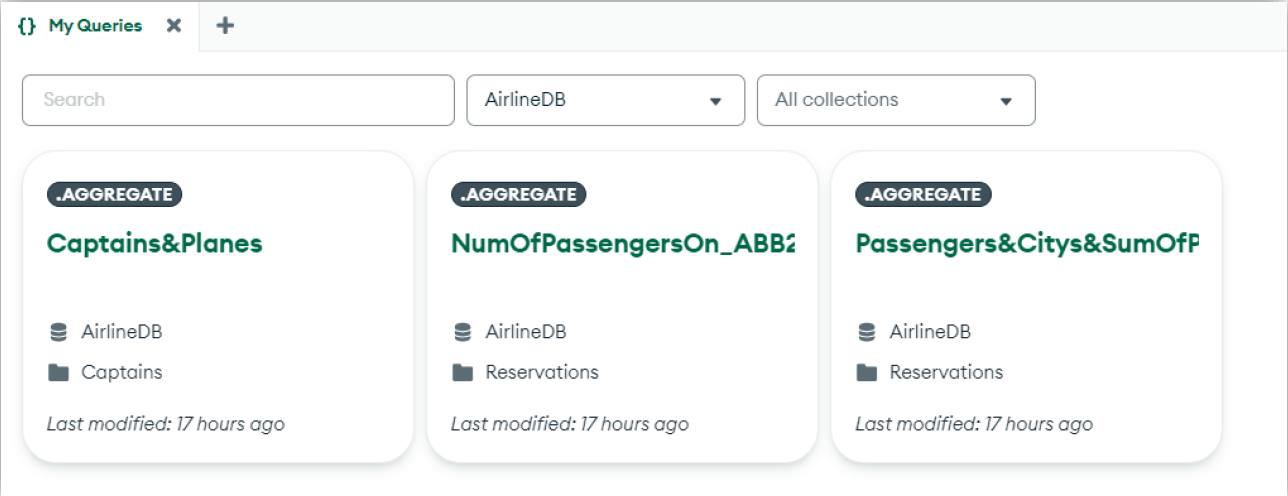 {} My Queries
Search
AirlineDB
All collections
.AGGREGATE
Captains&Planes
AirlineDB
Captains
Last modified: 17 hours ago
.AGGREGATE
NumOfPassengersOn_ABB2
AirlineDB
Reservations
Last modified: 17 hours ago
.AGGREGATE
Passengers&Citys&SumOfP
AirlineDB
Reservations
Last modified: 17 hours ago